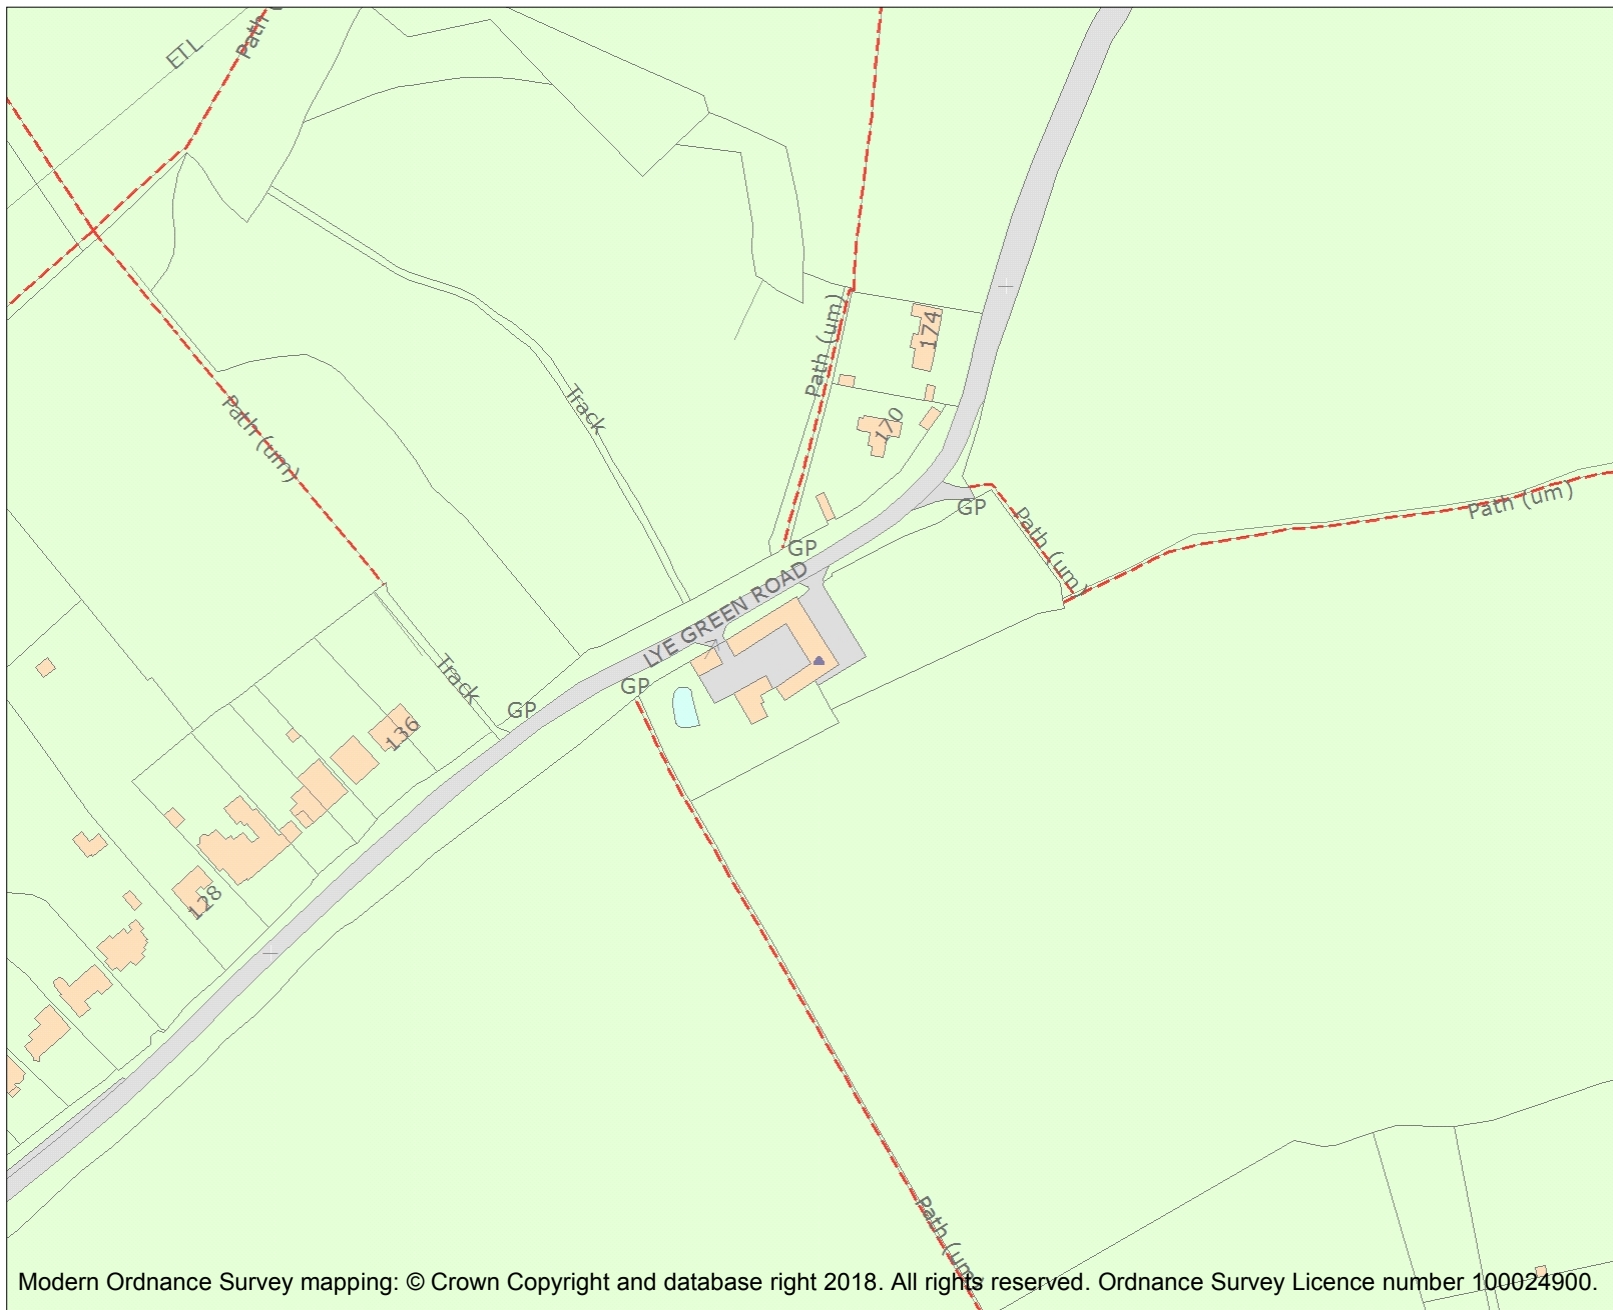 ETL
Path
174
Path (um)
170
Track
Path (um)
Path (um)
GP
Path (um)
GP
LYE GREEN ROAD
Track
GP
GP
136
128
Path (um)
Modern Ordnance Survey mapping: © Crown Copyright and database right 2018. All rights reserved. Ordnance Survey Licence number 100024900.